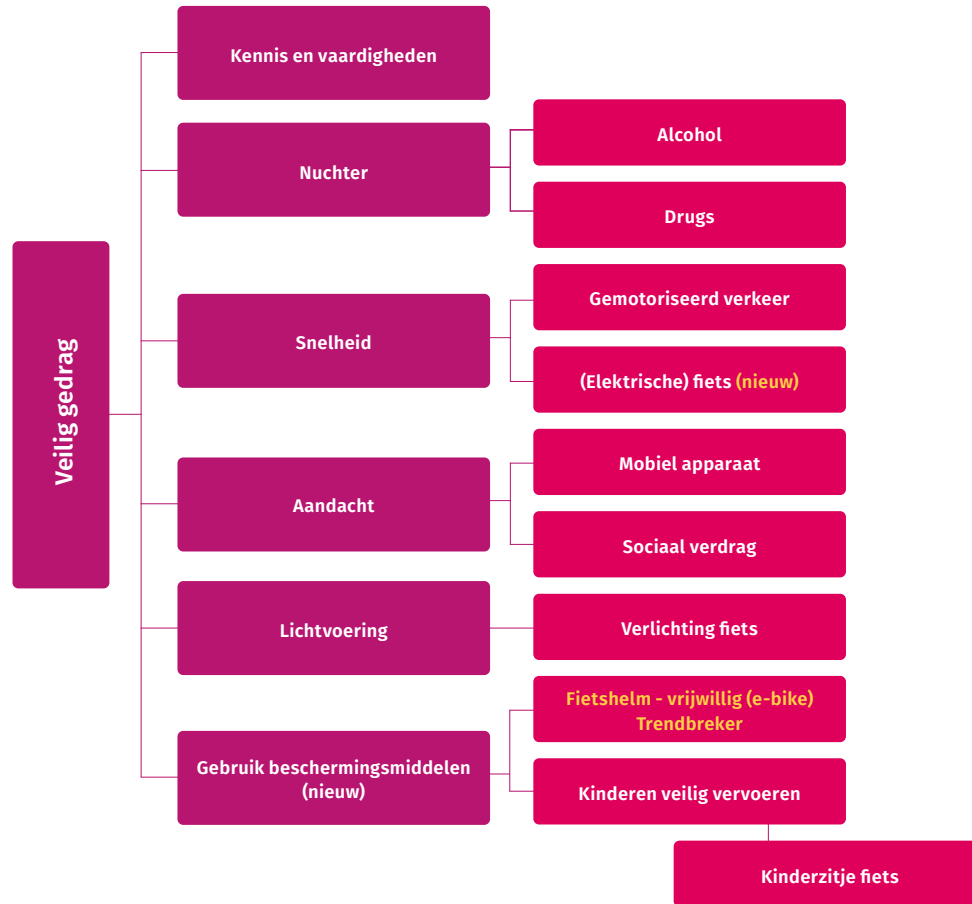 Veilig gedrag
Kennis en vaardigheden
Nuchter
Alcohol
Drugs
Snelheid
Gemotoriseerd verkeer
(Elektrische) fiets (nieuw)
Aandacht
Mobiel apparaat
Sociaal verdrag
Lichtvoering
Verlichting fiets
Gebruik beschermingsmiddelen
(nieuw)
Fietshelm - vrijwillig (e-bike)
Trendbreker
Kinderen veilig vervoeren
Kinderzitje fiets